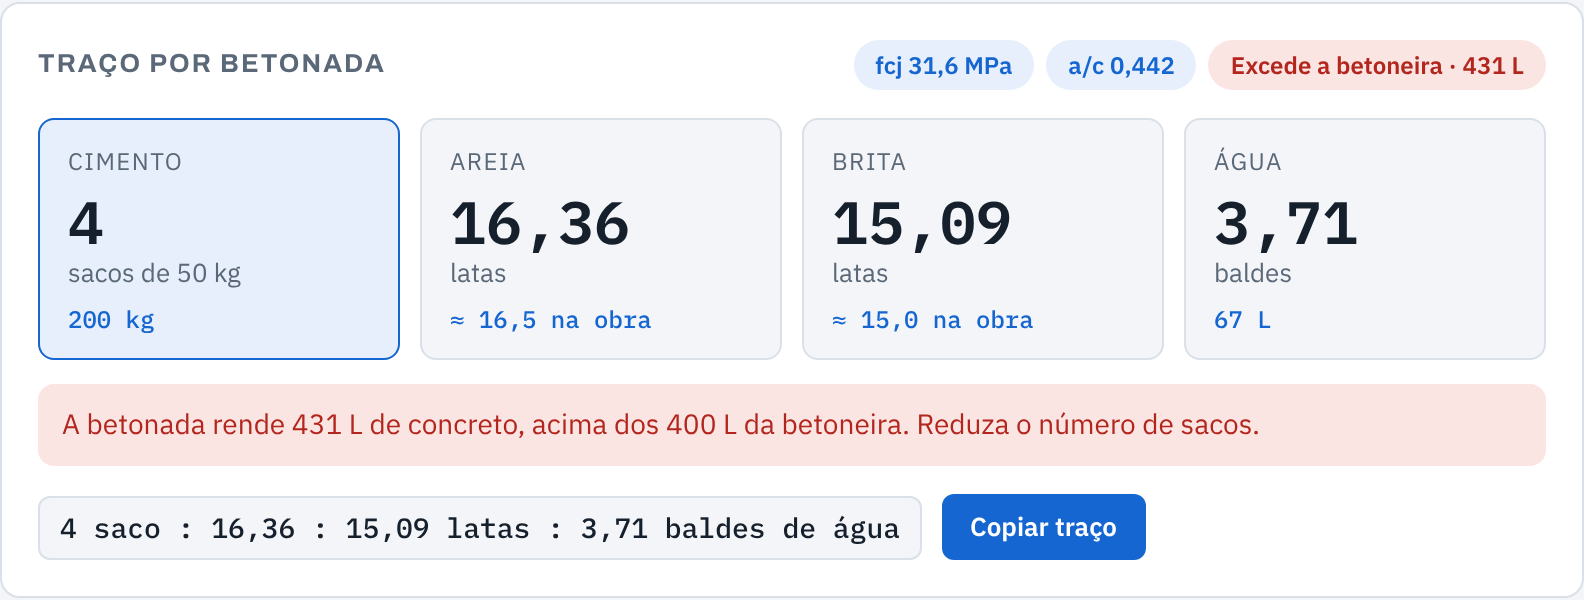 TRAÇO POR BETONADA
fcj 31,6 MPa
a/c 0,442
Excede a betoneira · 431 L
CIMENTO
4
sacos de 50 kg
200 kg
AREIA
16,36
latas
≈ 16,5 na obra
BRITA
15,09
latas
≈ 15,0 na obra
ÁGUA
3,71
baldes
67 L
A betonada rende 431 L de concreto, acima dos 400 L da betoneira. Reduza o número de sacos.
4 saco : 16,36 : 15,09 latas : 3,71 baldes de água
Copiar traço